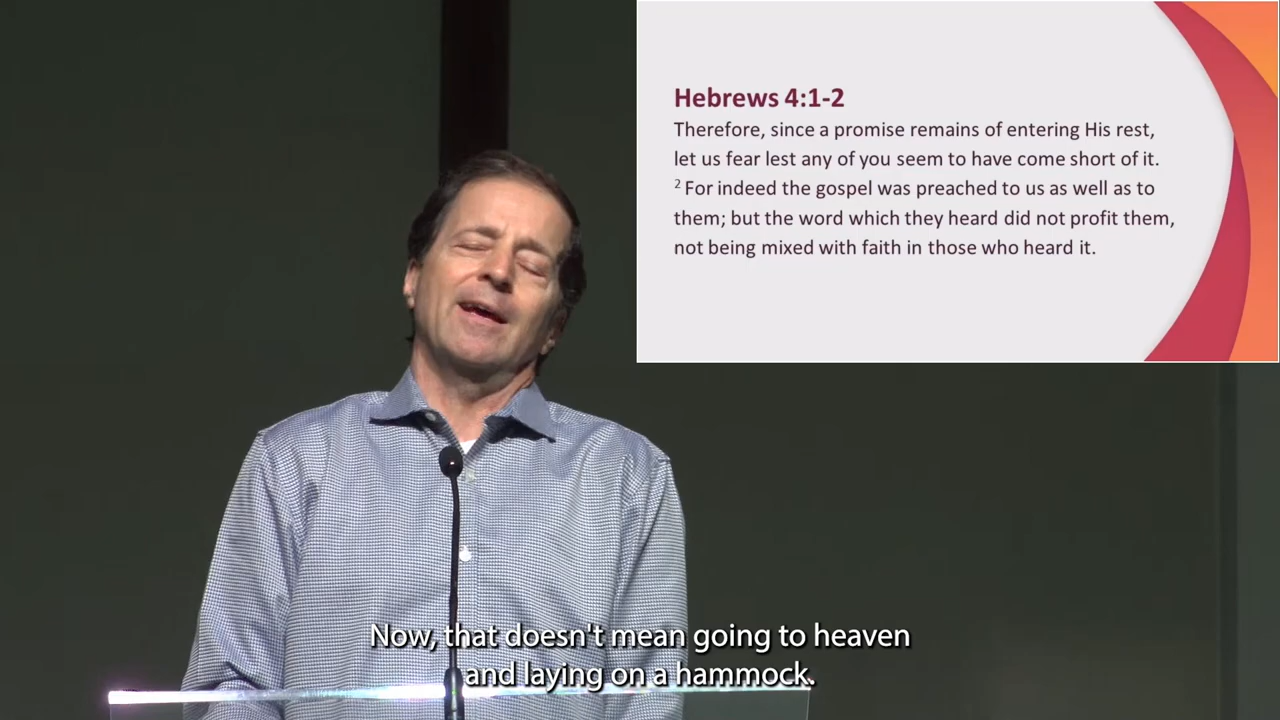 Hebrews 4:1-2
Therefore, since a promise remains of entering His rest,
let us fear lest any of you seem to have come short of it.
2 For indeed the gospel was preached to us as well as to
them; but the word which they heard did not profit them,
not being mixed with faith in those who heard it.
Now, that doesn't mean going to heaven
and laying on a hammock.